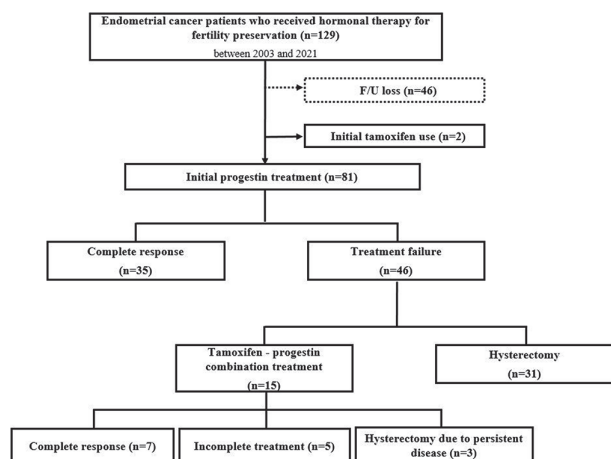 Endometrial cancer patients who received hormonal therapy for
fertility preservation (n=129)
between 2003 and 2021
F/U loss (n=46)
Initial tamoxifen use (n=2)
Initial progestin treatment (n=81)
Complete response
(n=35)
Treatment failure
(n=46)
Tamoxifen - progestin
combination treatment
(n=15)
Hysterectomy
(n=31)
Complete response (n=7)
Incomplete treatment (n=5)
Hysterectomy due to persistent
disease (n=3)